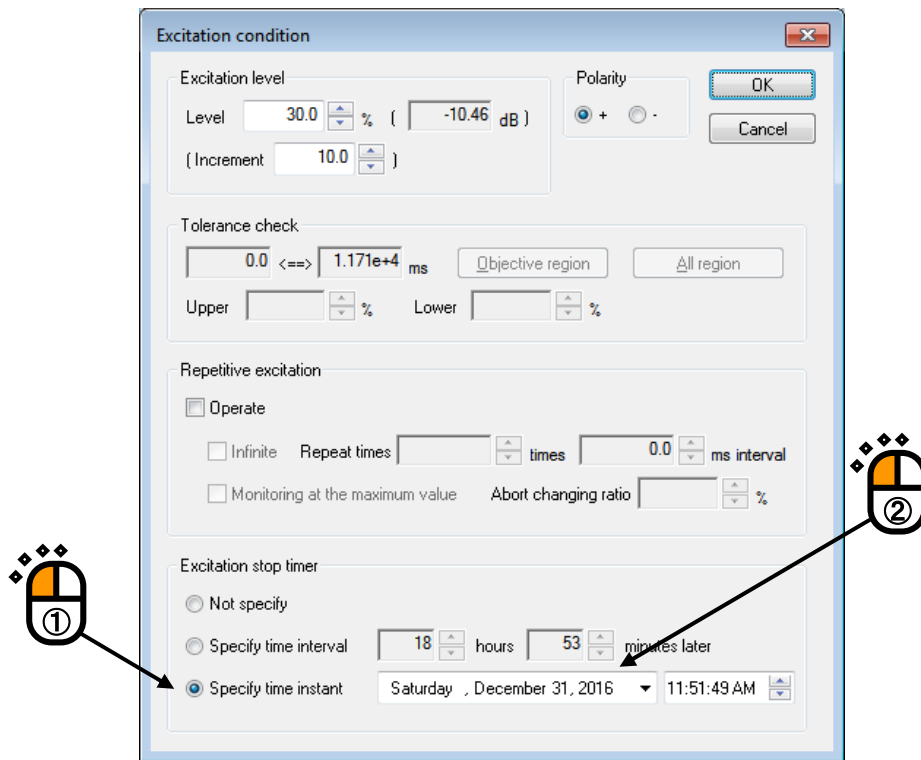 Excitation condition
Excitation level
Level 30.0 % ( -10.46 dB )
( Increment 10.0 )
Polarity
+ -
OK
Cancel
Tolerance check
0.0 <==> 1.171e+4 ms Objective region All region
Upper % Lower %
Repetitive excitation
Operate
Infinite Repeat times times 0.0 ms interval
Monitoring at the maximum value Abort changing ratio %
②
Excitation stop timer
①
Not specify
Specify time interval 18 hours 53 minutes later
Specify time instant Saturday , December 31, 2016 11:51:49 AM